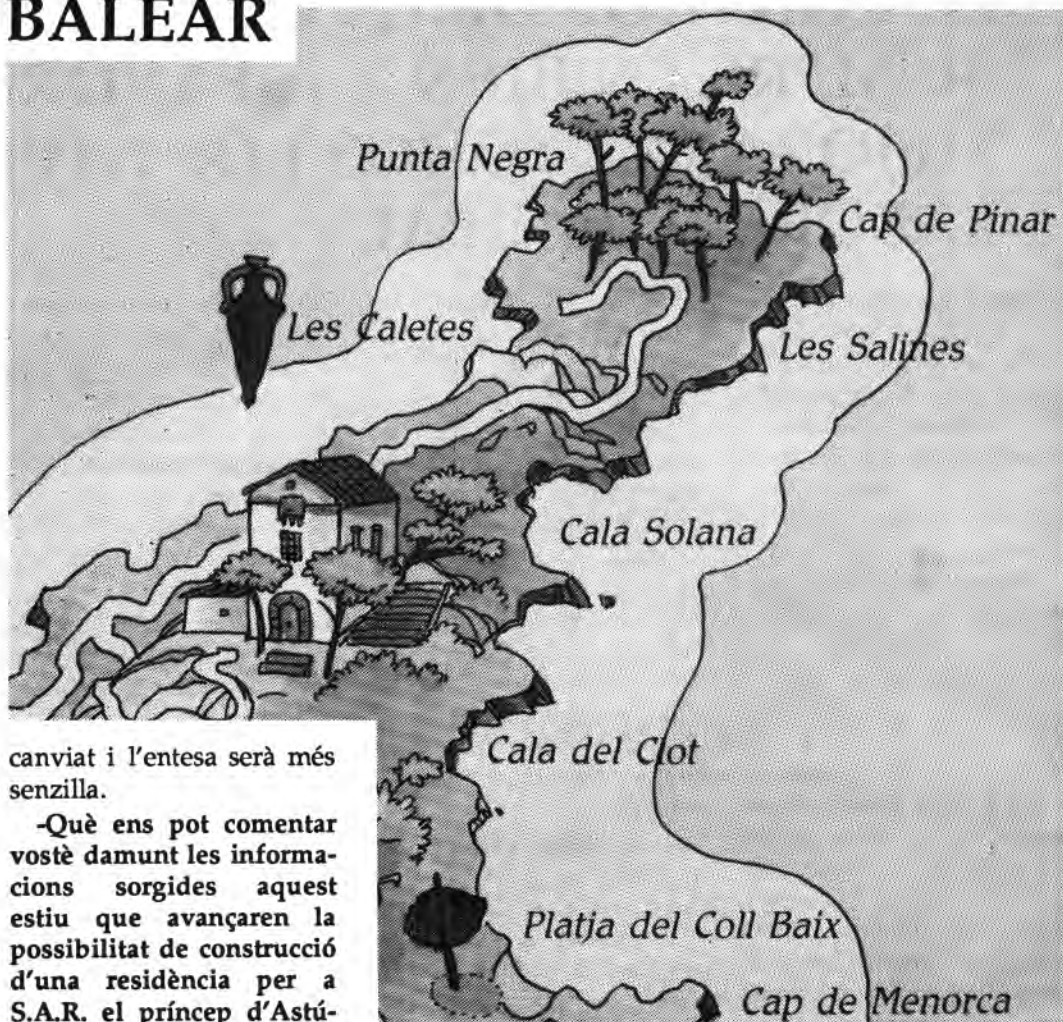 BALEAR
Punta Negra
Cap de Pinar
Les Caletes
Les Salines
Cala Solana
Cala del Clot
Platja del Coll Baix
Cap de Menorca
canviat i l'entesa serà més
senzilla.
-Què ens pot comentar
vostè damunt les informa-
cions sorgides aquest
estiu que avançaren la
possibilitat de construcció
d'una residència per a
S.A.R. el príncep d'Astú-